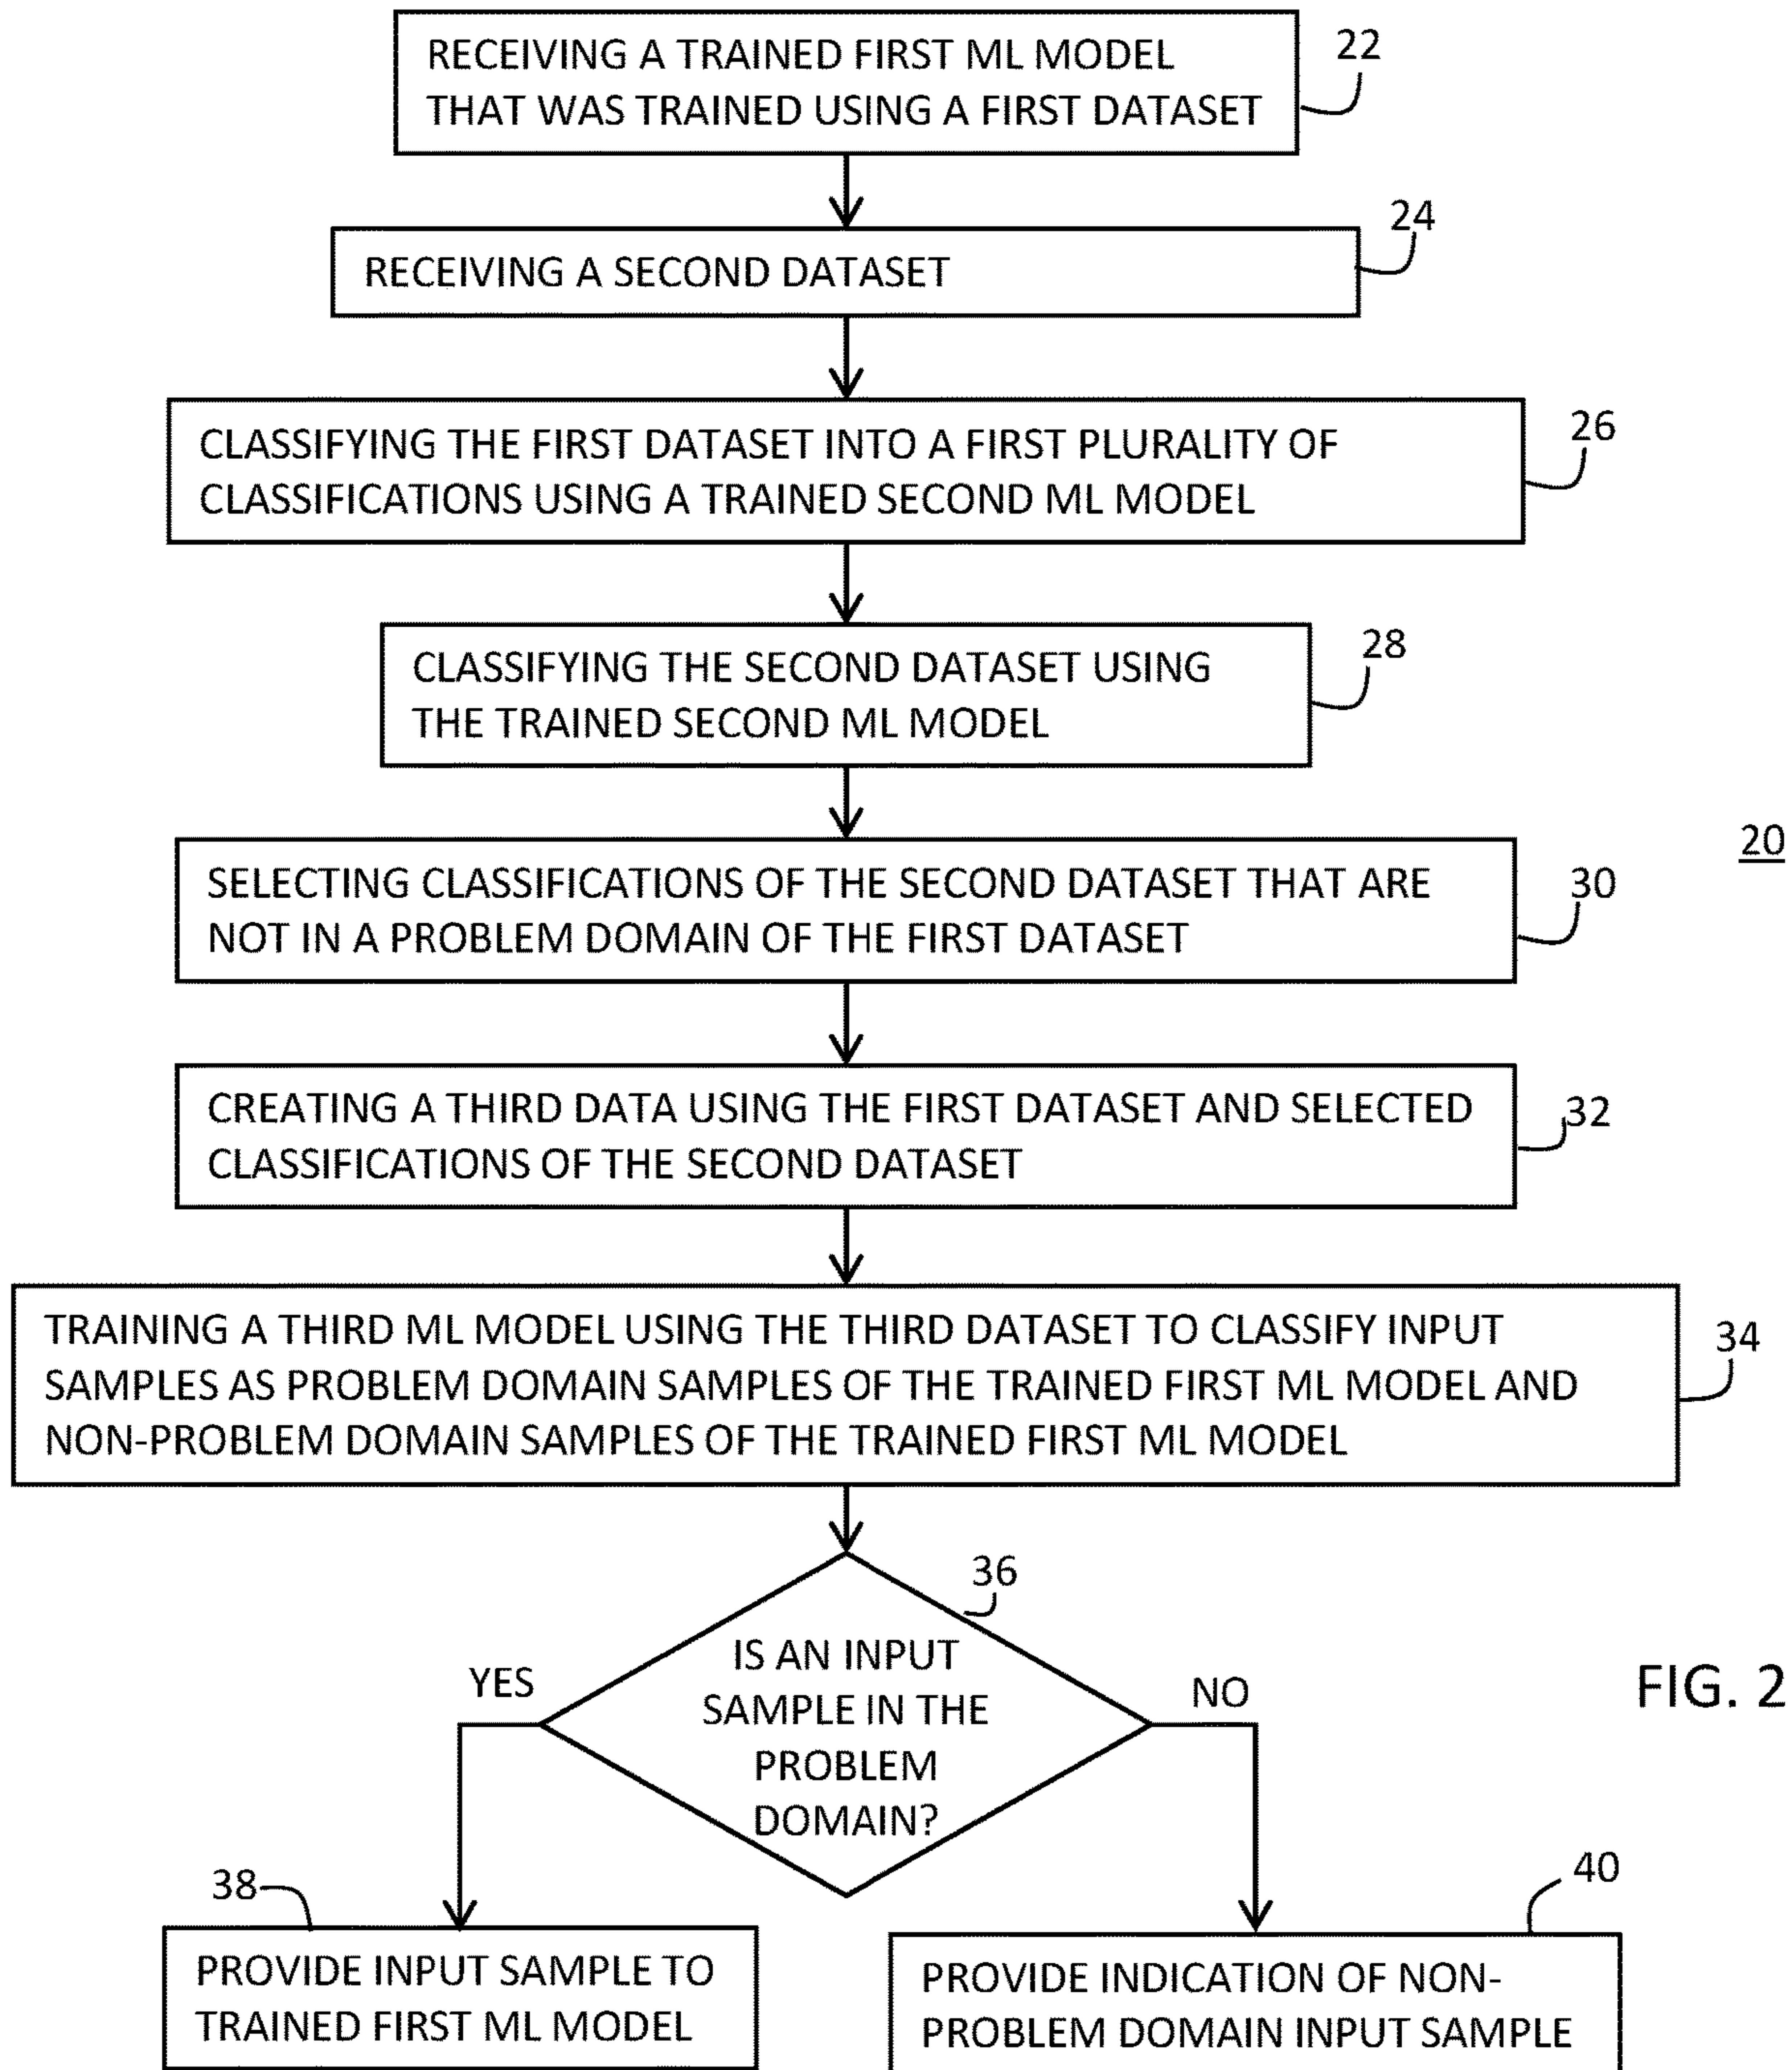 RECEIVING A TRAINED FIRST ML MODEL
THAT WAS TRAINED USING A FIRST DATASET
22
24
RECEIVING A SECOND DATASET
CLASSIFYING THE FIRST DATASET INTO A FIRST PLURALITY OF
CLASSIFICATIONS USING A TRAINED SECOND ML MODEL
26
CLASSIFYING THE SECOND DATASET USING
THE TRAINED SECOND ML MODEL
28
20
SELECTING CLASSIFICATIONS OF THE SECOND DATASET THAT ARE
NOT IN A PROBLEM DOMAIN OF THE FIRST DATASET
30
CREATING A THIRD DATA USING THE FIRST DATASET AND SELECTED
CLASSIFICATIONS OF THE SECOND DATASET
32
TRAINING A THIRD ML MODEL USING THE THIRD DATASET TO CLASSIFY INPUT
SAMPLES AS PROBLEM DOMAIN SAMPLES OF THE TRAINED FIRST ML MODEL AND
NON-PROBLEM DOMAIN SAMPLES OF THE TRAINED FIRST ML MODEL
34
36
IS AN INPUT
SAMPLE IN THE
PROBLEM
DOMAIN?
YES
NO
FIG. 2
38
PROVIDE INPUT SAMPLE TO
TRAINED FIRST ML MODEL
40
PROVIDE INDICATION OF NON-
PROBLEM DOMAIN INPUT SAMPLE